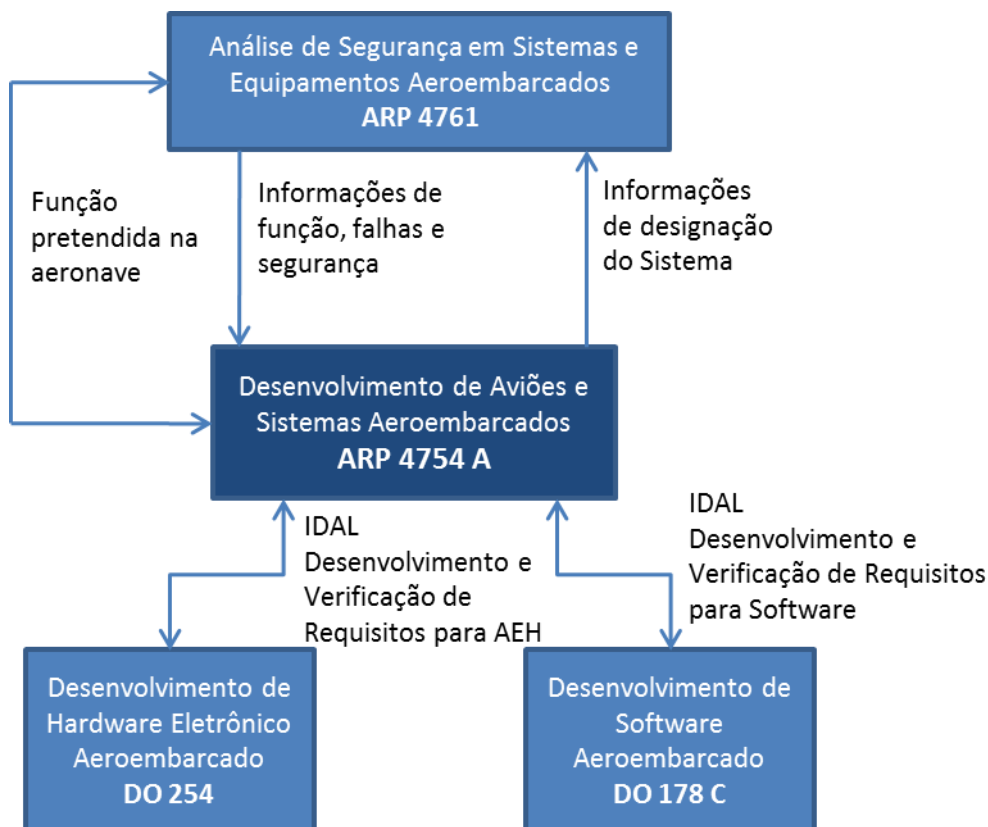 Análise de Segurança em Sistemas e
Equipamentos Aeroembarcados
ARP 4761
Função
pretendida na
aeronave
Informações de
função, falhas e
segurança
Informações
de designação
do Sistema
Desenvolvimento de Aviões e
Sistemas Aeroembarcados
ARP 4754 A
IDAL
Desenvolvimento e
Verificação de
Requisitos para AEH
IDAL
Desenvolvimento e
Verificação de Requisitos
para Software
Desenvolvimento de
Hardware Eletrônico
Aeroembarcado
DO 254
Desenvolvimento de
Software
Aeroembarcado
DO 178 C